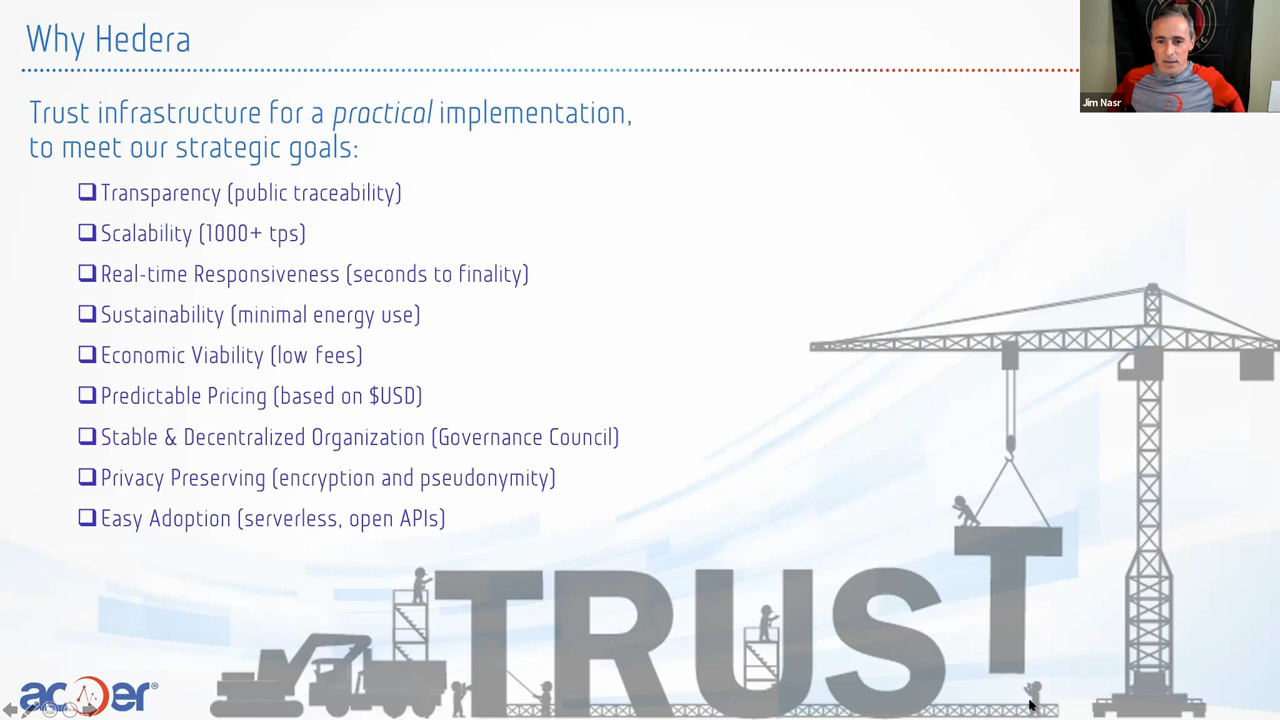 Why Hedera
Jim Nasr
Trust infrastructure for a practical implementation,
to meet our strategic goals:
Transparency (public traceability)
Scalability (1000+ tps)
Real-time Responsiveness (seconds to finality)
Sustainability (minimal energy use)
Economic Viability (low fees)
Predictable Pricing (based on $USD)
Stable & Decentralized Organization (Governance Council)
Privacy Preserving (encryption and pseudonymity)
Easy Adoption (serverless, open APIs)
TRUST
acoer®